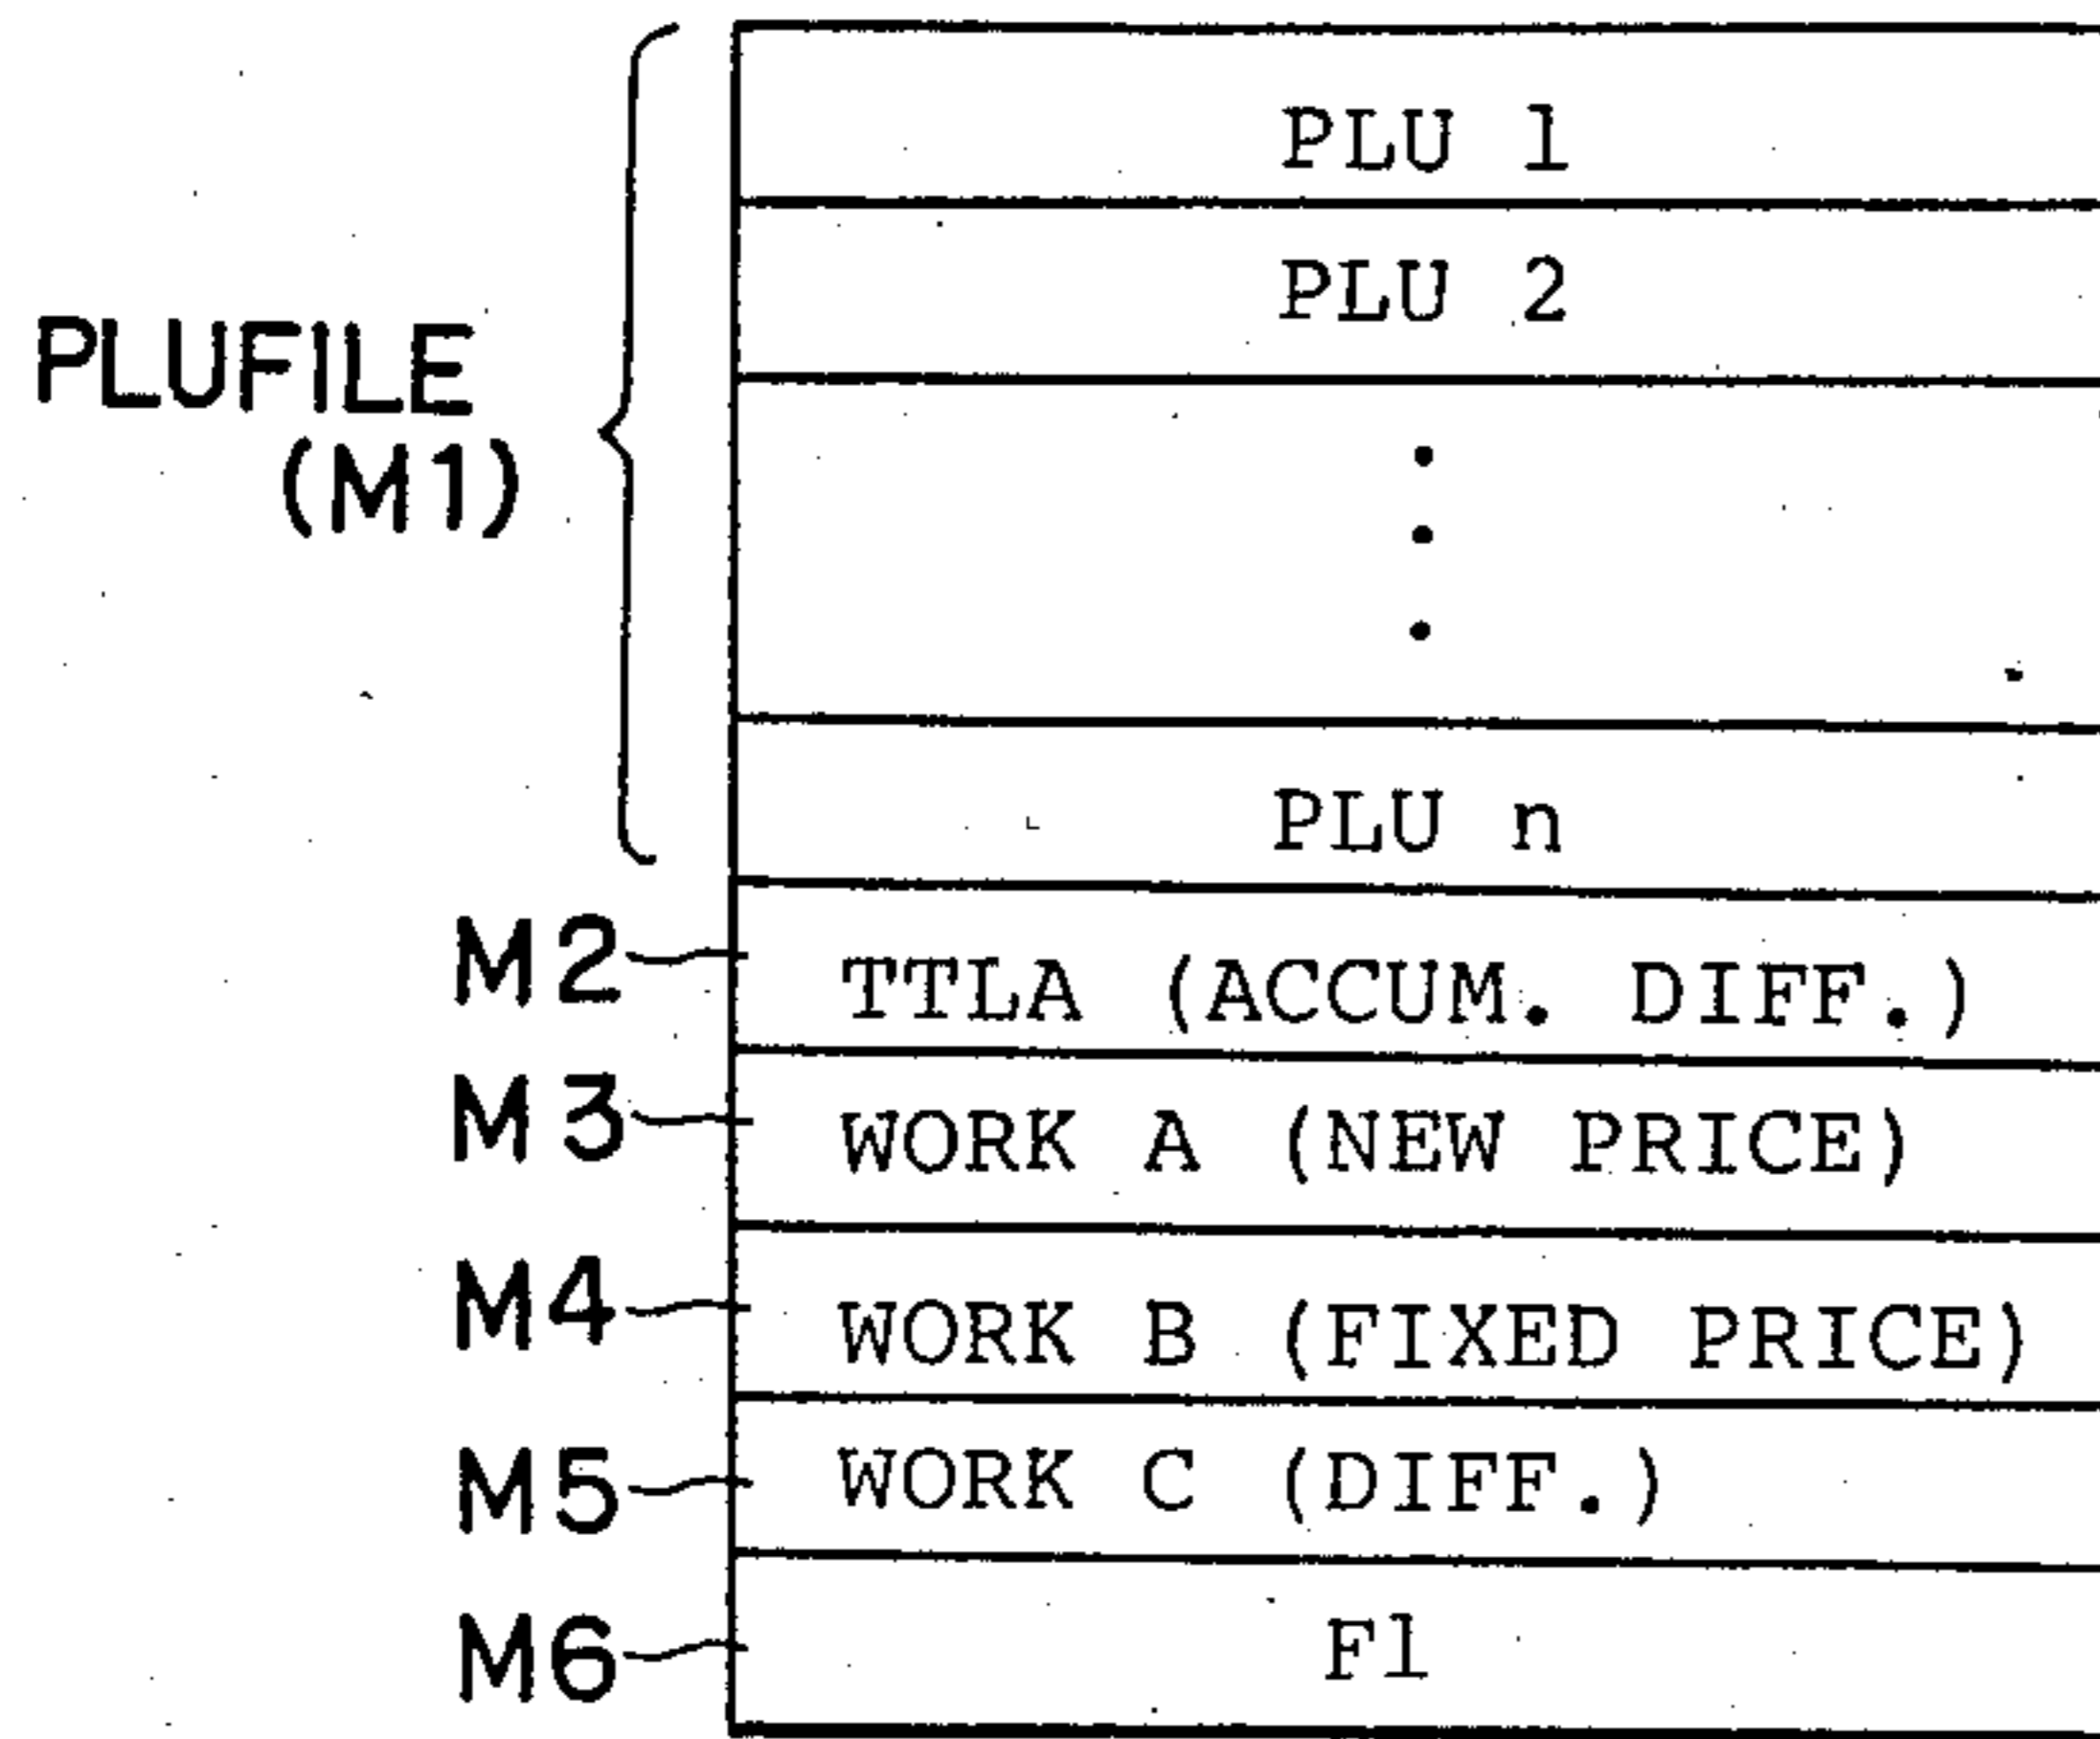 PLU 1
PLU 2
PLUFILE
(M1)
PLU n
M2 TTLA (ACCUM. DIFF.)
M3 WORK A (NEW PRICE)
M4 WORK B (FIXED PRICE)
M5 WORK C (DIFF.)
M6 F1